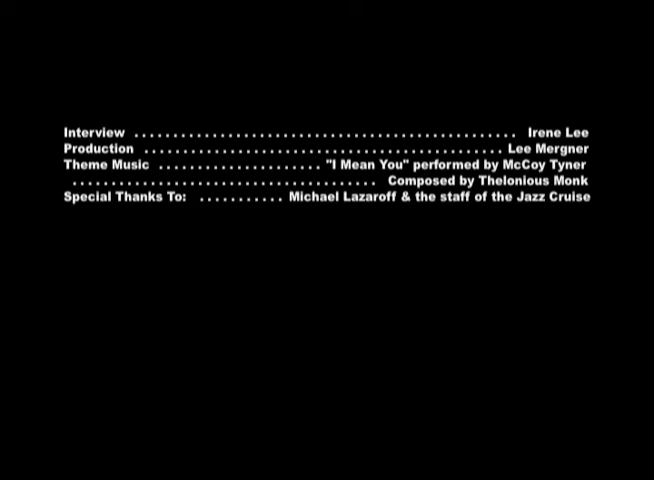 Interview ................................................. Irene Lee
Production .............................................. Lee Mergner
Theme Music ..................... "I Mean You" performed by McCoy Tyner
....................................... Composed by Thelonious Monk
Special Thanks To: ........... Michael Lazaroff & the staff of the Jazz Cruise